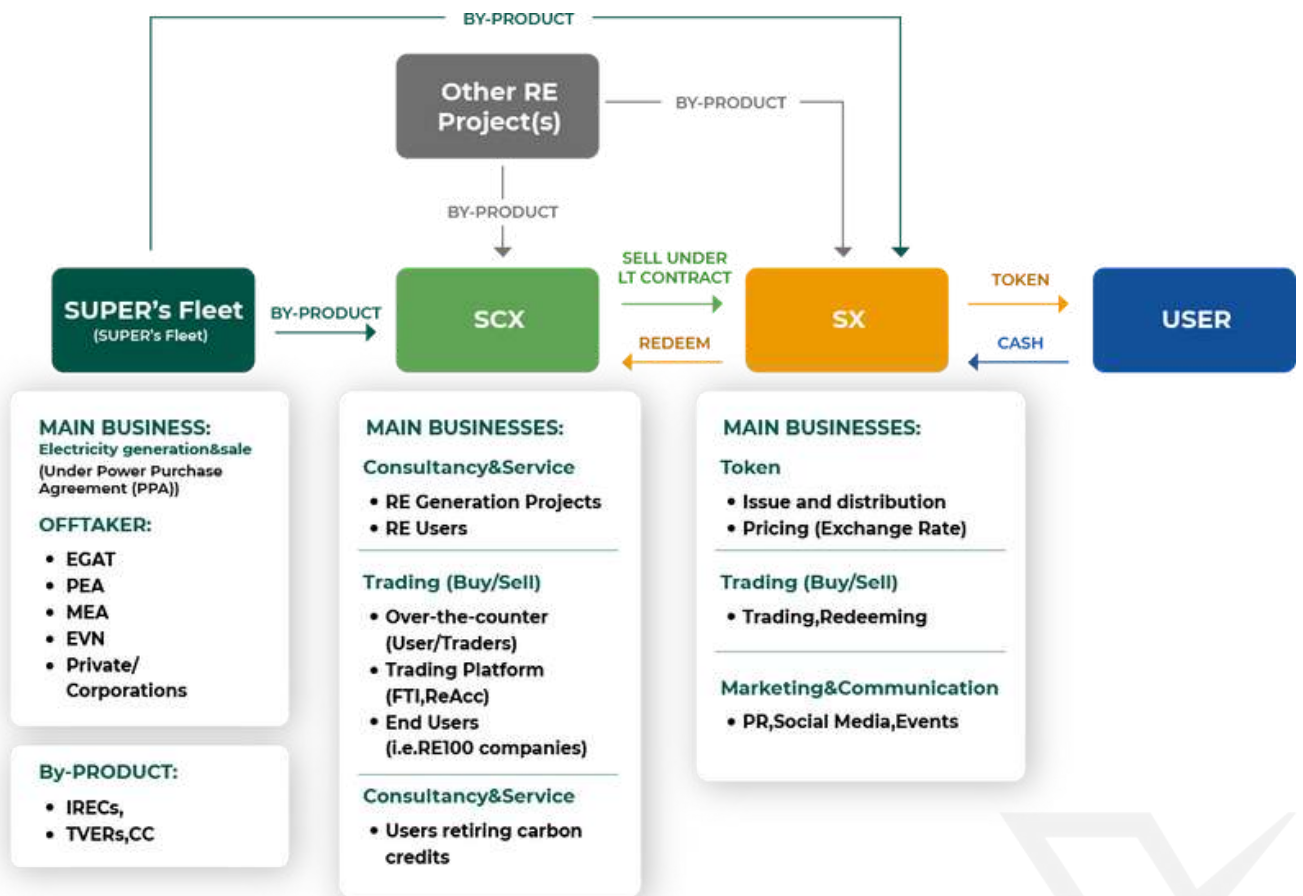 BY-PRODUCT
Other RE
Project(s)
BY-PRODUCT
BY-PRODUCT
SUPER's Fleet
(SUPER's Fleet)
BY-PRODUCT
SCX
SELL UNDER
LT CONTRACT
REDEEM
SX
TOKEN
CASH
USER
MAIN BUSINESS:
Electricity generation&sale
(Under Power Purchase
Agreement (PPA))
OFFTAKER:
• EGAT
• PEA
• MEA
• EVN
• Private/
Corporations
By-PRODUCT:
• IRECs,
• TVERs,CC
MAIN BUSINESSES:
Consultancy&Service
• RE Generation Projects
• RE Users
Trading (Buy/Sell)
• Over-the-counter
(User/Traders)
• Trading Platform
(FTI,ReAcc)
• End Users
(i.e.RE100 companies)
Consultancy&Service
• Users retiring carbon
credits
MAIN BUSINESSES:
Token
• Issue and distribution
• Pricing (Exchange Rate)
Trading (Buy/Sell)
• Trading,Redeeming
Marketing&Communication
• PR,Social Media,Events